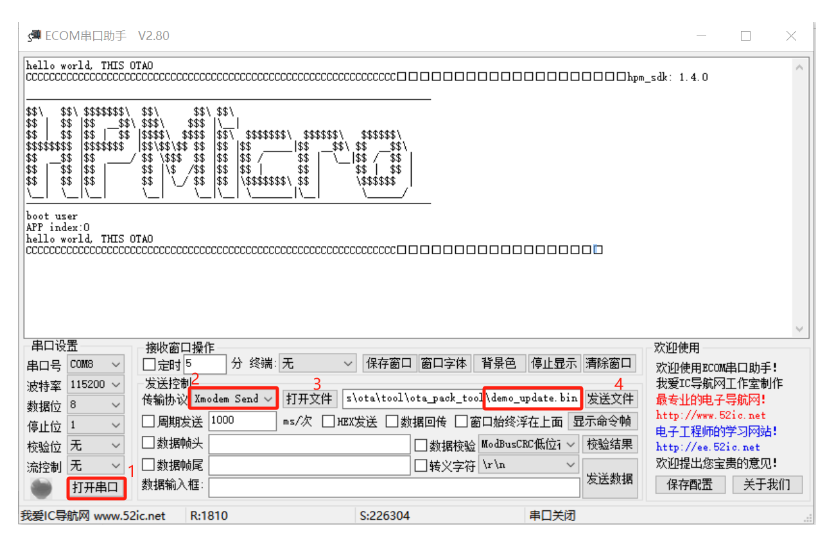 ECOM串口助手 V2.80
hello world, THIS OTA0
CCCCCCCCCCCCCCCCCCCCCCCCCCCCCCCCCCCCCCCCCCCCCCCCCCCCCCCCCCCCCCC□□□□□□□□□□□□□□□□□□□□hpm_sdk: 1.4.0
HPMicro
boot user
APP index:0
hello world, THIS OTA0
CCCCCCCCCCCCCCCCCCCCCCCCCCCCCCCCCCCCCCCCCCCCCCCCCCCCCCCCCCCCCCC□□□□□□□□□□□□□□□□□□
串口设置
串口号 COM8
波特率 115200
数据位 8
停止位 1
校验位 无
流控制 无
1
打开串口
接收窗口操作
定时 5 分 终端: 无 保存窗口 窗口字体 背景色 停止显示 清除窗口
发送控制 2 3 4
传输协议 Xmodem Send 打开文件 s\ota\tool\ota_pack_tool\demo_update.bin 发送文件
周期发送 1000 ms/次 HEX发送 数据回传 窗口始终浮在上面 显示命令帧
数据帧头 数据校验 ModBusCRC低位 校验结果
数据帧尾 转义字符 \r\n
数据输入框: 发送数据
欢迎使用
欢迎使用ECOM串口助手!
我爱IC导航网工作室制作
最专业的电子导航网!
http://www.52ic.net
电子工程师的学习网站!
http://ee.52ic.net
欢迎提出您宝贵的意见!
保存配置 关于我们
我爱IC导航网 www.52ic.net R:1810 S:226304 串口关闭